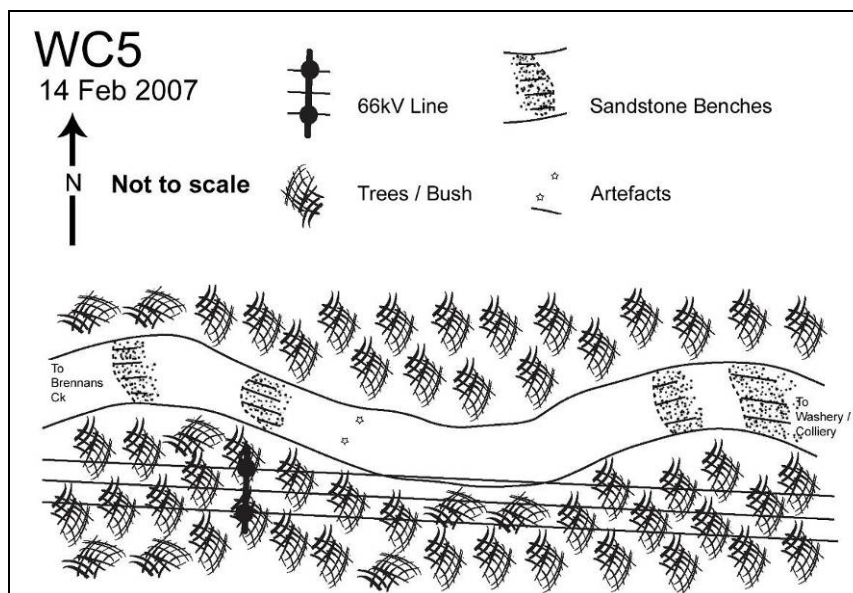 WC5
14 Feb 2007
N
Not to scale
66kV Line
Sandstone Benches
Trees / Bush
Artefacts
To
Brennans
Ck
To
Washery /
Colliery